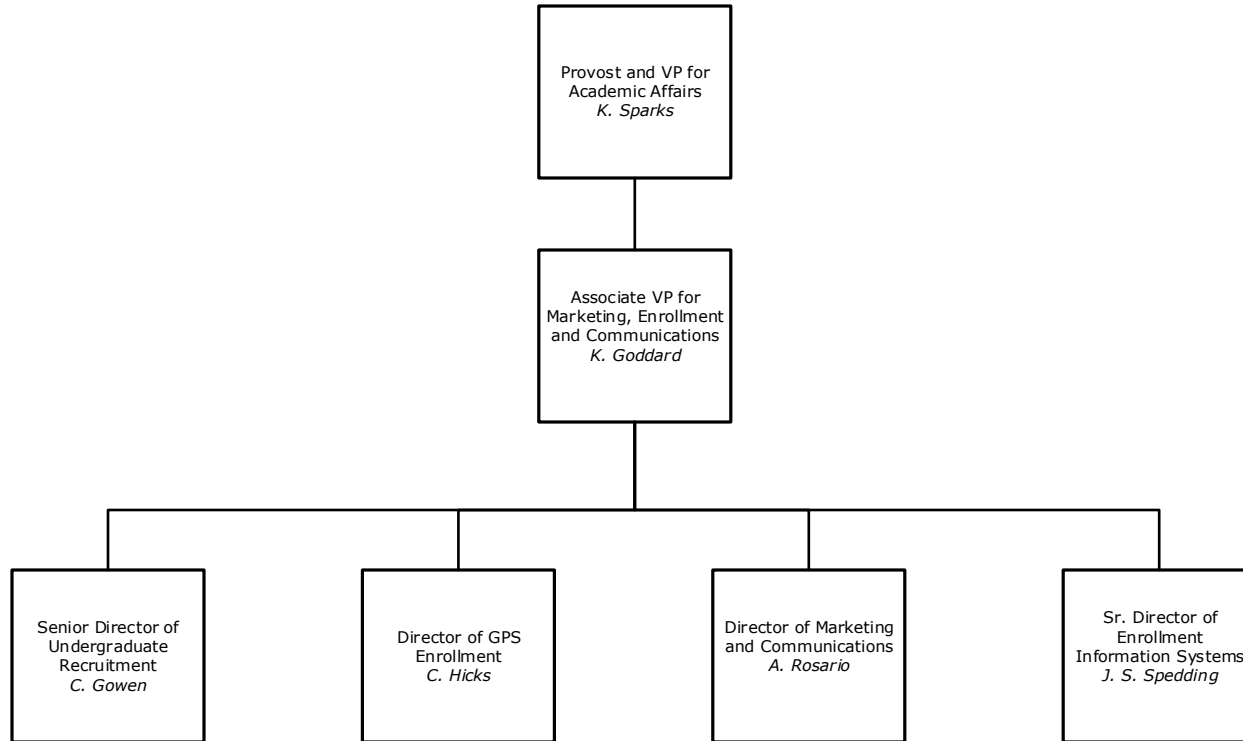 Provost and VP for
Academic Affairs
K. Sparks
Associate VP for
Marketing, Enrollment
and Communications
K. Goddard
Senior Director of
Undergraduate
Recruitment
C. Gowen
Director of GPS
Enrollment
C. Hicks
Director of Marketing
and Communications
A. Rosario
Sr. Director of
Enrollment
Information Systems
J. S. Spedding